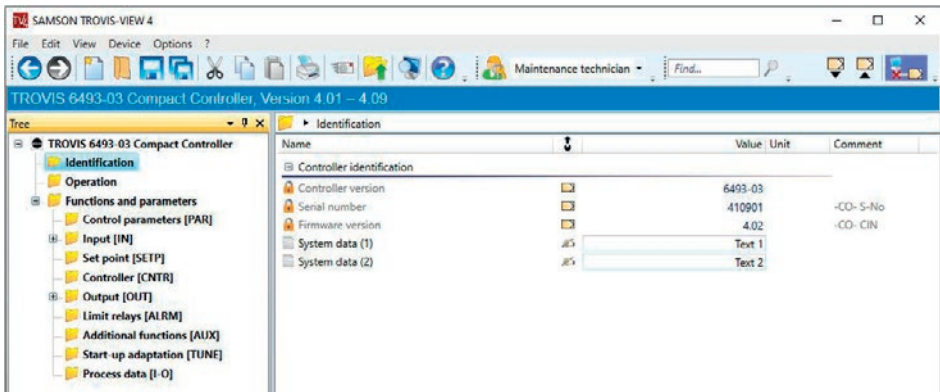 SAMSON TROVIS-VIEW 4
File Edit View Device Options ?
Maintenance technician Find...
TROVIS 6493-03 Compact Controller, Version 4.01 – 4.09
Tree
Identification
TROVIS 6493-03 Compact Controller
Identification
Operation
Functions and parameters
Control parameters [PAR]
Input [IN]
Set point [SETP]
Controller [CNTR]
Output [OUT]
Limit relays [ALRM]
Additional functions [AUX]
Start-up adaptation [TUNE]
Process data [I-O]
Name Value Unit Comment
Controller identification
Controller version 6493-03
Serial number 410901 -CO- S-No
Firmware version 4.02 -CO- CIN
System data (1) Text 1
System data (2) Text 2